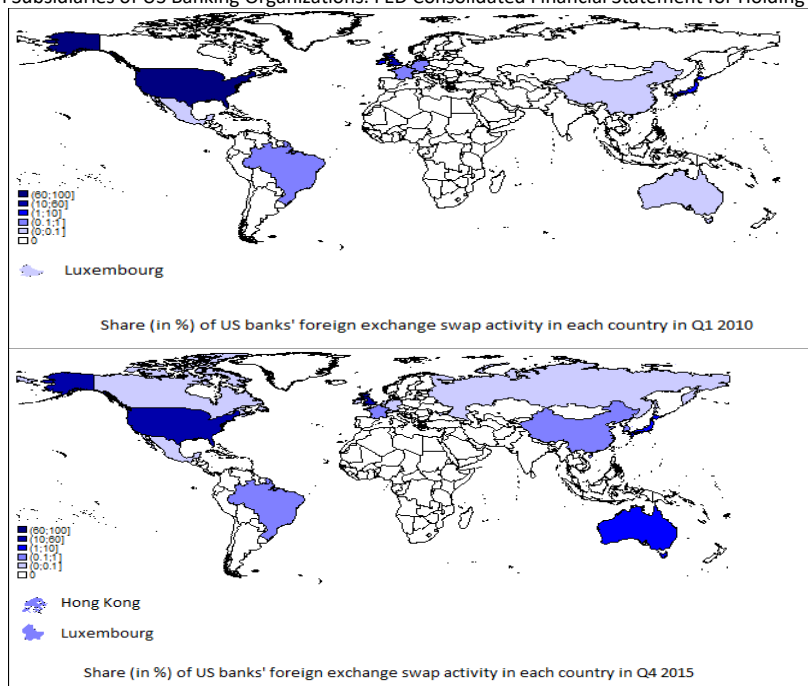 Subsidiaries of US Banking Organizations. FED Consolidated Financial Statement for Holding
(60;100]
(10;60]
(1;10]
(0.1;1]
(0;0.1]
0
Luxembourg
Share (in %) of US banks' foreign exchange swap activity in each country in Q1 2010
(60;100]
(10;60]
(1;10]
(0.1;1]
(0;0.1]
0
Hong Kong
Luxembourg
Share (in %) of US banks' foreign exchange swap activity in each country in Q4 2015